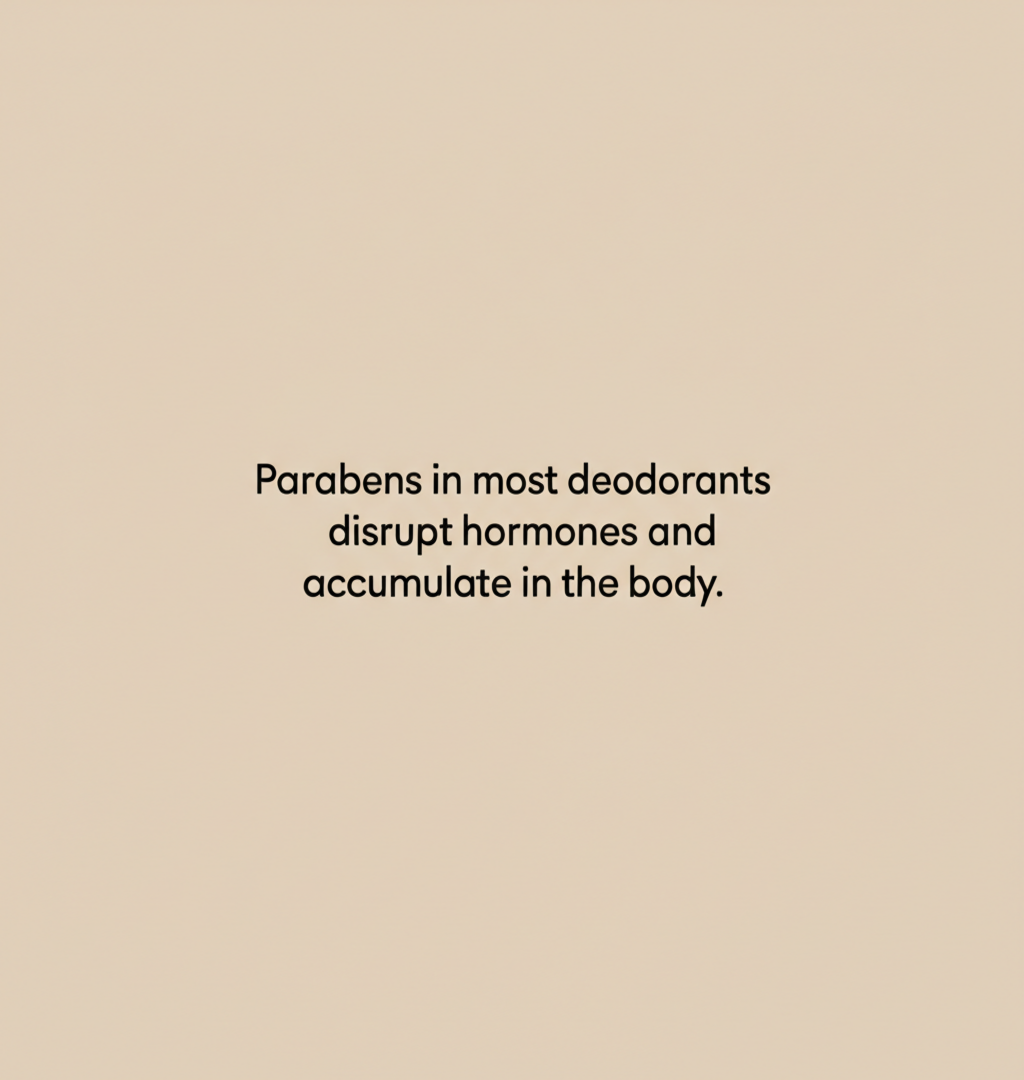 Parabens in most deodorants
disrupt hormones and
accumulate in the body.